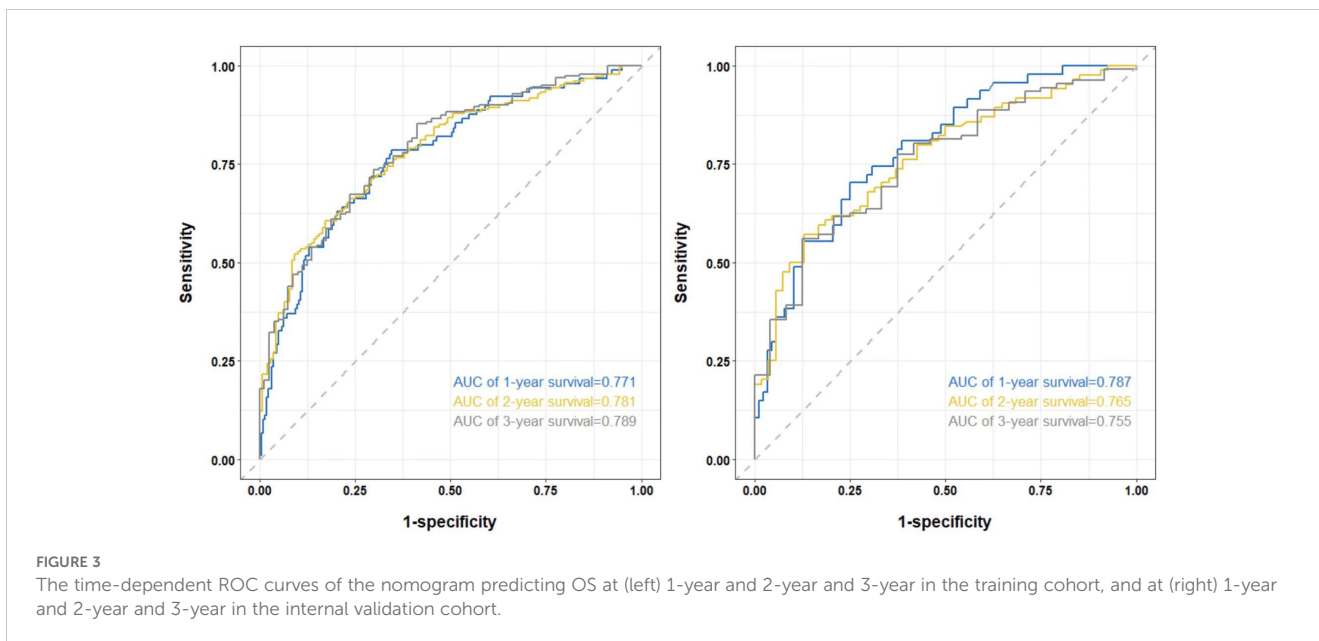 1.00
0.75
0.50
0.25
0.00
Sensitivity
AUC of 1-year survival=0.771
AUC of 2-year survival=0.781
AUC of 3-year survival=0.789
0.00 0.25 0.50 0.75 1.00
1-specificity
1.00
0.75
0.50
0.25
0.00
Sensitivity
AUC of 1-year survival=0.787
AUC of 2-year survival=0.765
AUC of 3-year survival=0.755
0.00 0.25 0.50 0.75 1.00
1-specificity
FIGURE 3
The time-dependent ROC curves of the nomogram predicting OS at (left) 1-year and 2-year and 3-year in the training cohort, and at (right) 1-year
and 2-year and 3-year in the internal validation cohort.